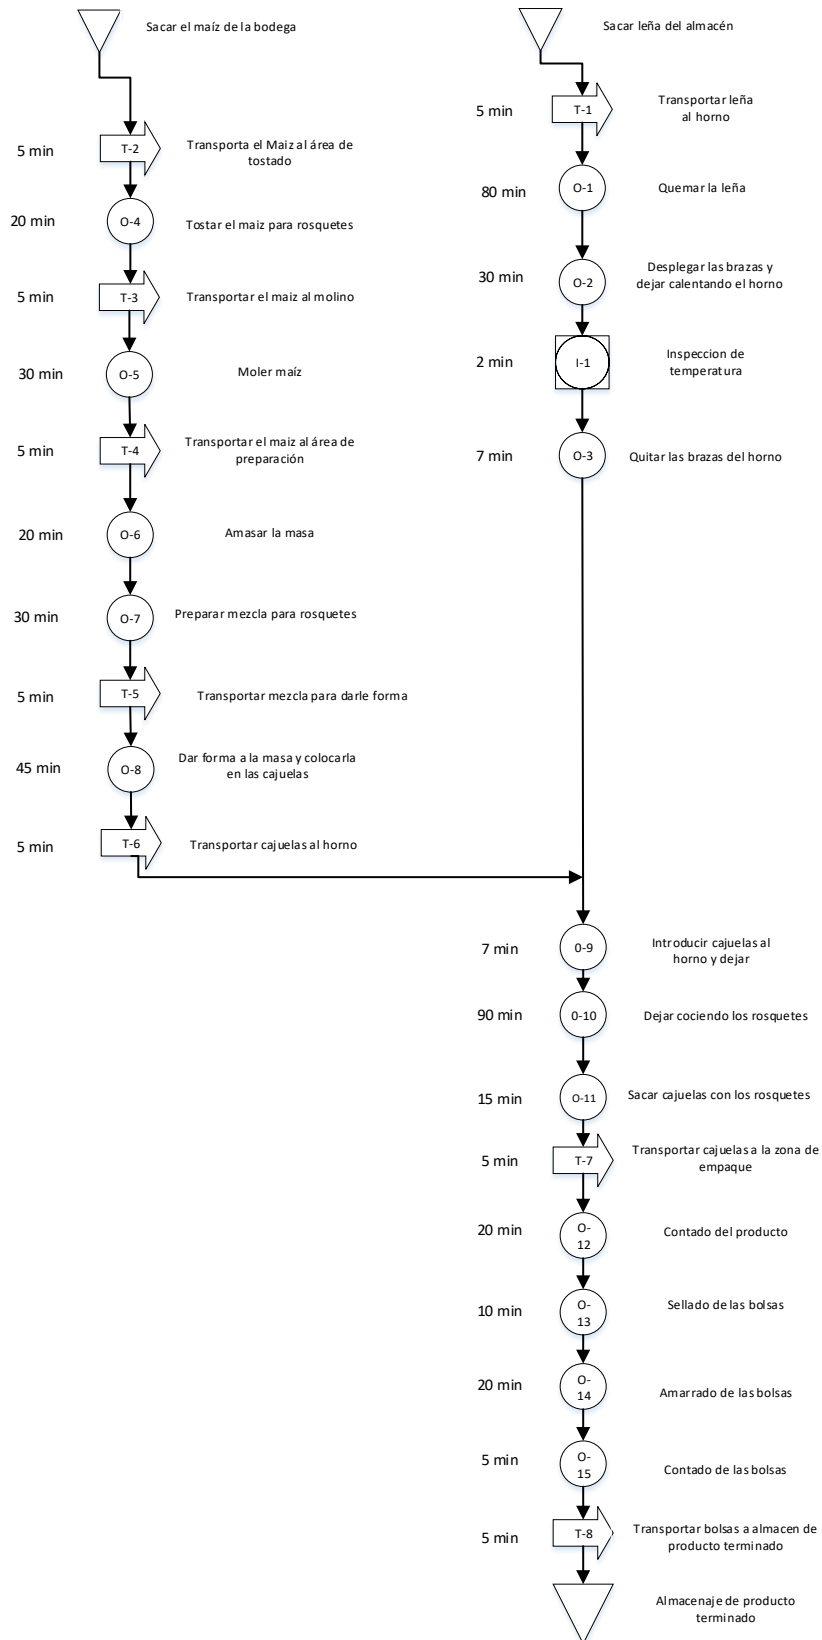 Sacar el maíz de la bodega
5 min
T-2
Transporta el Maiz al área de
tostado
20 min
O-4
Tostar el maiz para rosquetes
5 min
T-3
Transportar el maiz al molino
30 min
O-5
Moler maíz
5 min
T-4
Transportar el maiz al área de
preparación
20 min
O-6
Amasar la masa
30 min
O-7
Preparar mezcla para rosquetes
5 min
T-5
Transportar mezcla para darle forma
45 min
O-8
Dar forma a la masa y colocarla
en las cajuelas
5 min
T-6
Transportar cajuelas al horno
Sacar leña del almacén
5 min
T-1
Transportar leña
al horno
80 min
O-1
Quemar la leña
30 min
O-2
Desplegar las brazas y
dejar calentando el horno
2 min
I-1
Inspeccion de
temperatura
7 min
O-3
Quitar las brazas del horno
7 min
0-9
Introducir cajuelas al
horno y dejar
90 min
0-10
Dejar cociendo los rosquetes
15 min
O-11
Sacar cajuelas con los rosquetes
5 min
T-7
Transportar cajuelas a la zona de
empaque
20 min
O-
12
Contado del producto
10 min
O-
13
Sellado de las bolsas
20 min
O-
14
Amarrado de las bolsas
5 min
O-
15
Contado de las bolsas
5 min
T-8
Transportar bolsas a almacen de
producto terminado
Almacenaje de producto
terminado